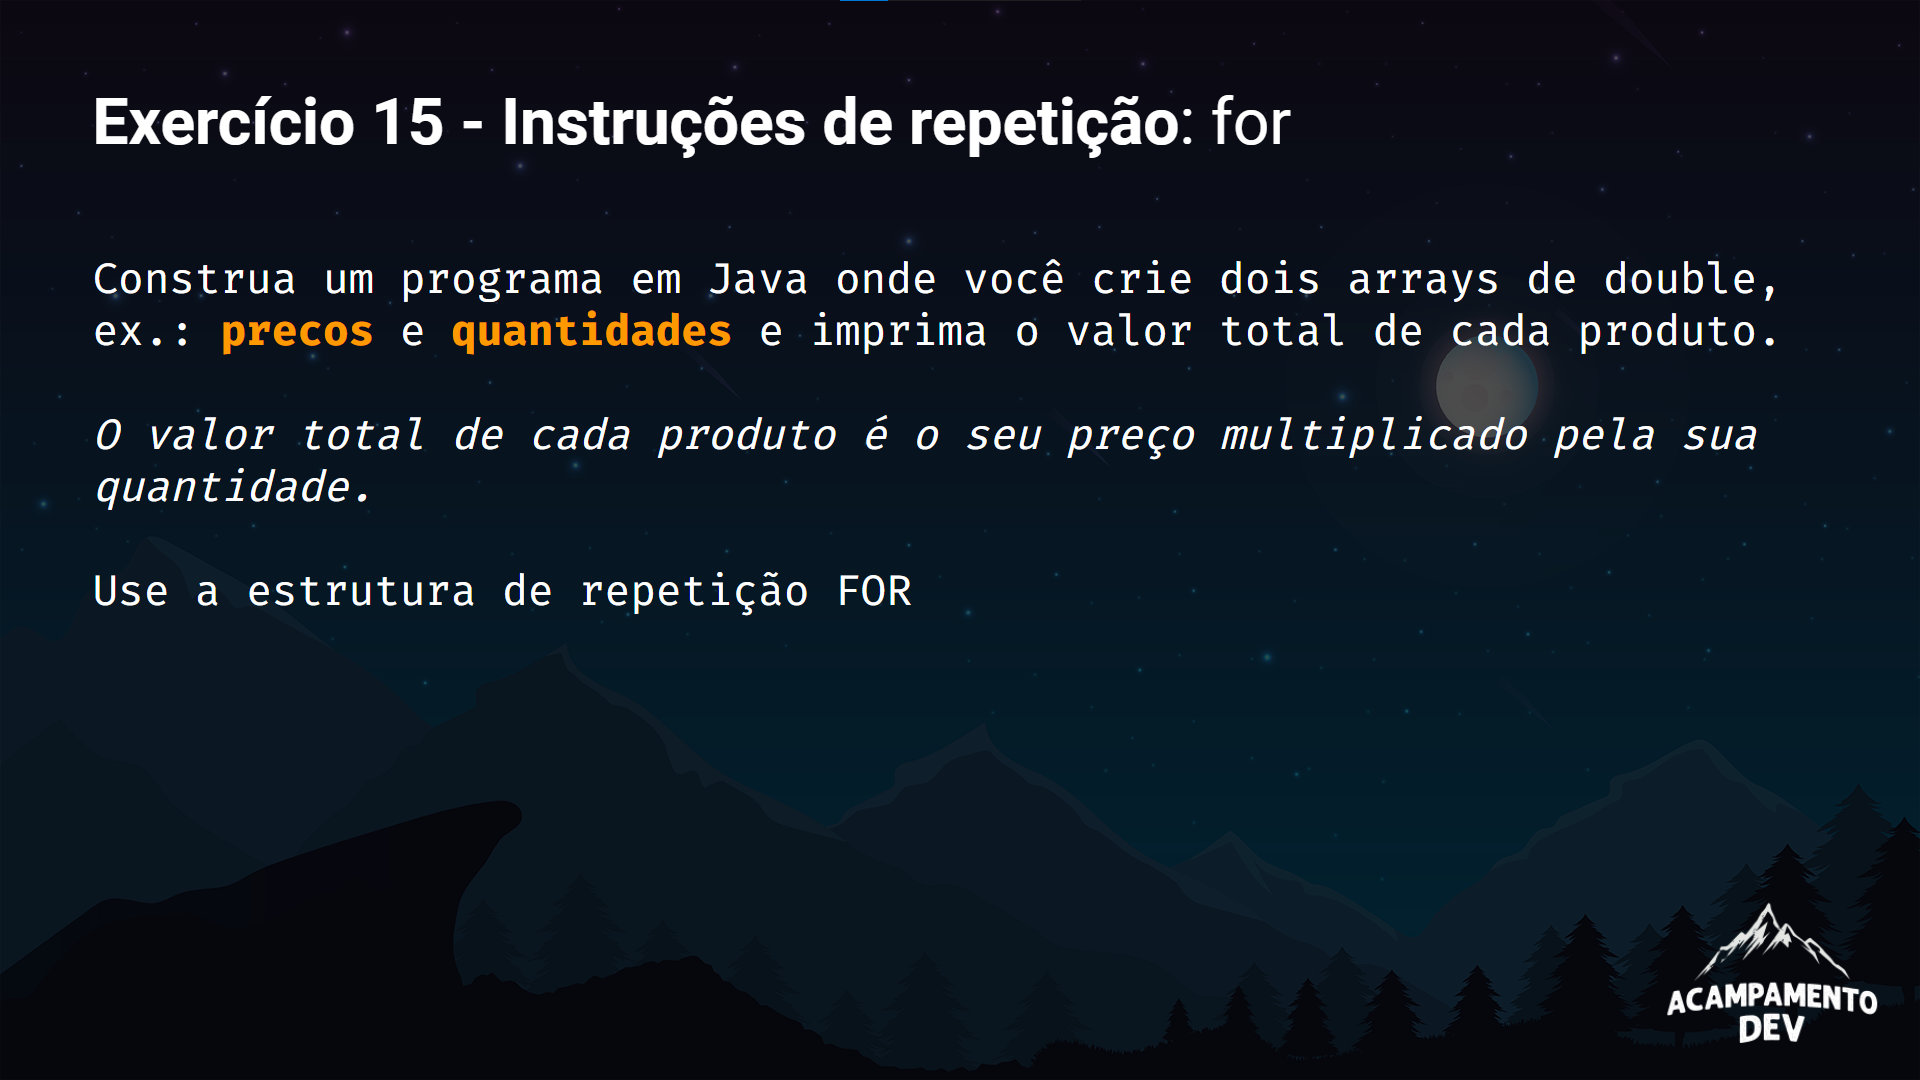 Exercício 15 - Instruções de repetição: for
Construa um programa em Java onde você crie dois arrays de double,
ex.: precos e quantidades e imprima o valor total de cada produto.
O valor total de cada produto é o seu preço multiplicado pela sua
quantidade.
Use a estrutura de repetição FOR
ACAMPAMENTO
DEV